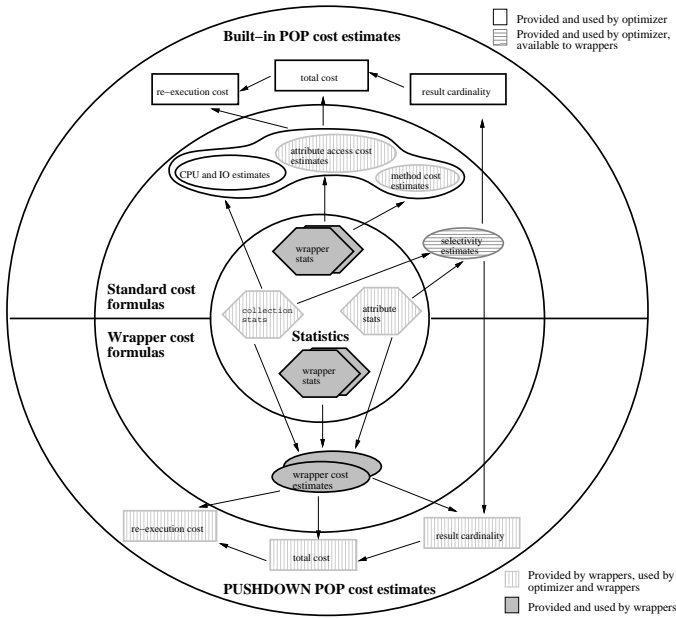 Provided and used by optimizer
Provided and used by optimizer,
available to wrappers
Built-in POP cost estimates
total cost
re-execution cost
result cardinality
attribute access cost
estimates
CPU and IO estimates
method cost
estimates
wrapper
stats
selectivity
estimates
Standard cost
formulas
collection
stats
attribute
stats
Wrapper cost
formulas
Statistics
wrapper
stats
wrapper cost
estimates
re-execution cost
result cardinality
total cost
PUSHDOWN POP cost estimates
Provided by wrappers, used by
optimizer and wrappers
Provided and used by wrappers